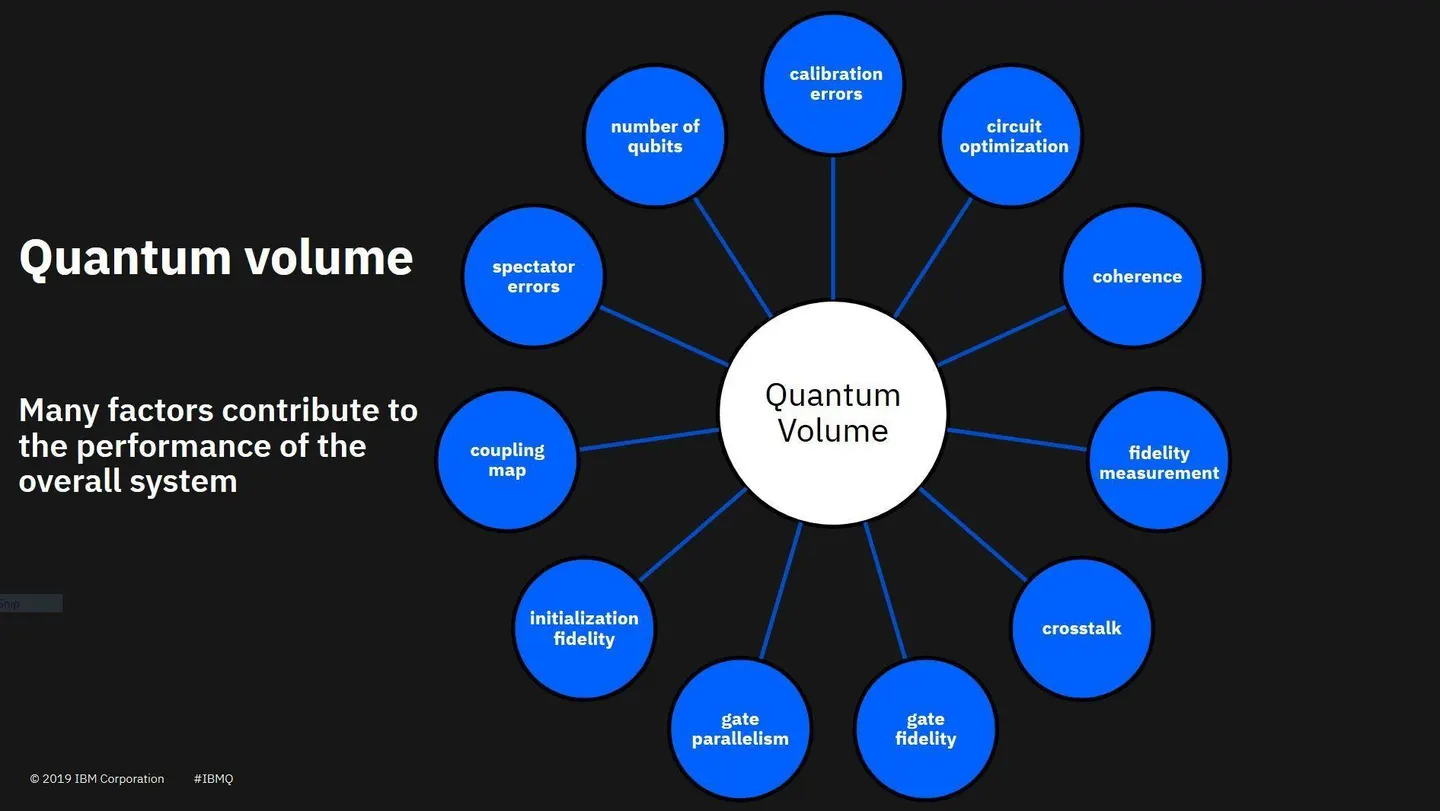 Quantum volume
Many factors contribute to
the performance of the
overall system
calibration
errors
circuit
optimization
coherence
fidelity
measurement
crosstalk
gate
fidelity
gate
parallelism
initialization
fidelity
coupling
map
spectator
errors
number of
qubits
Quantum
Volume
Snip
© 2019 IBM Corporation
#IBMQ